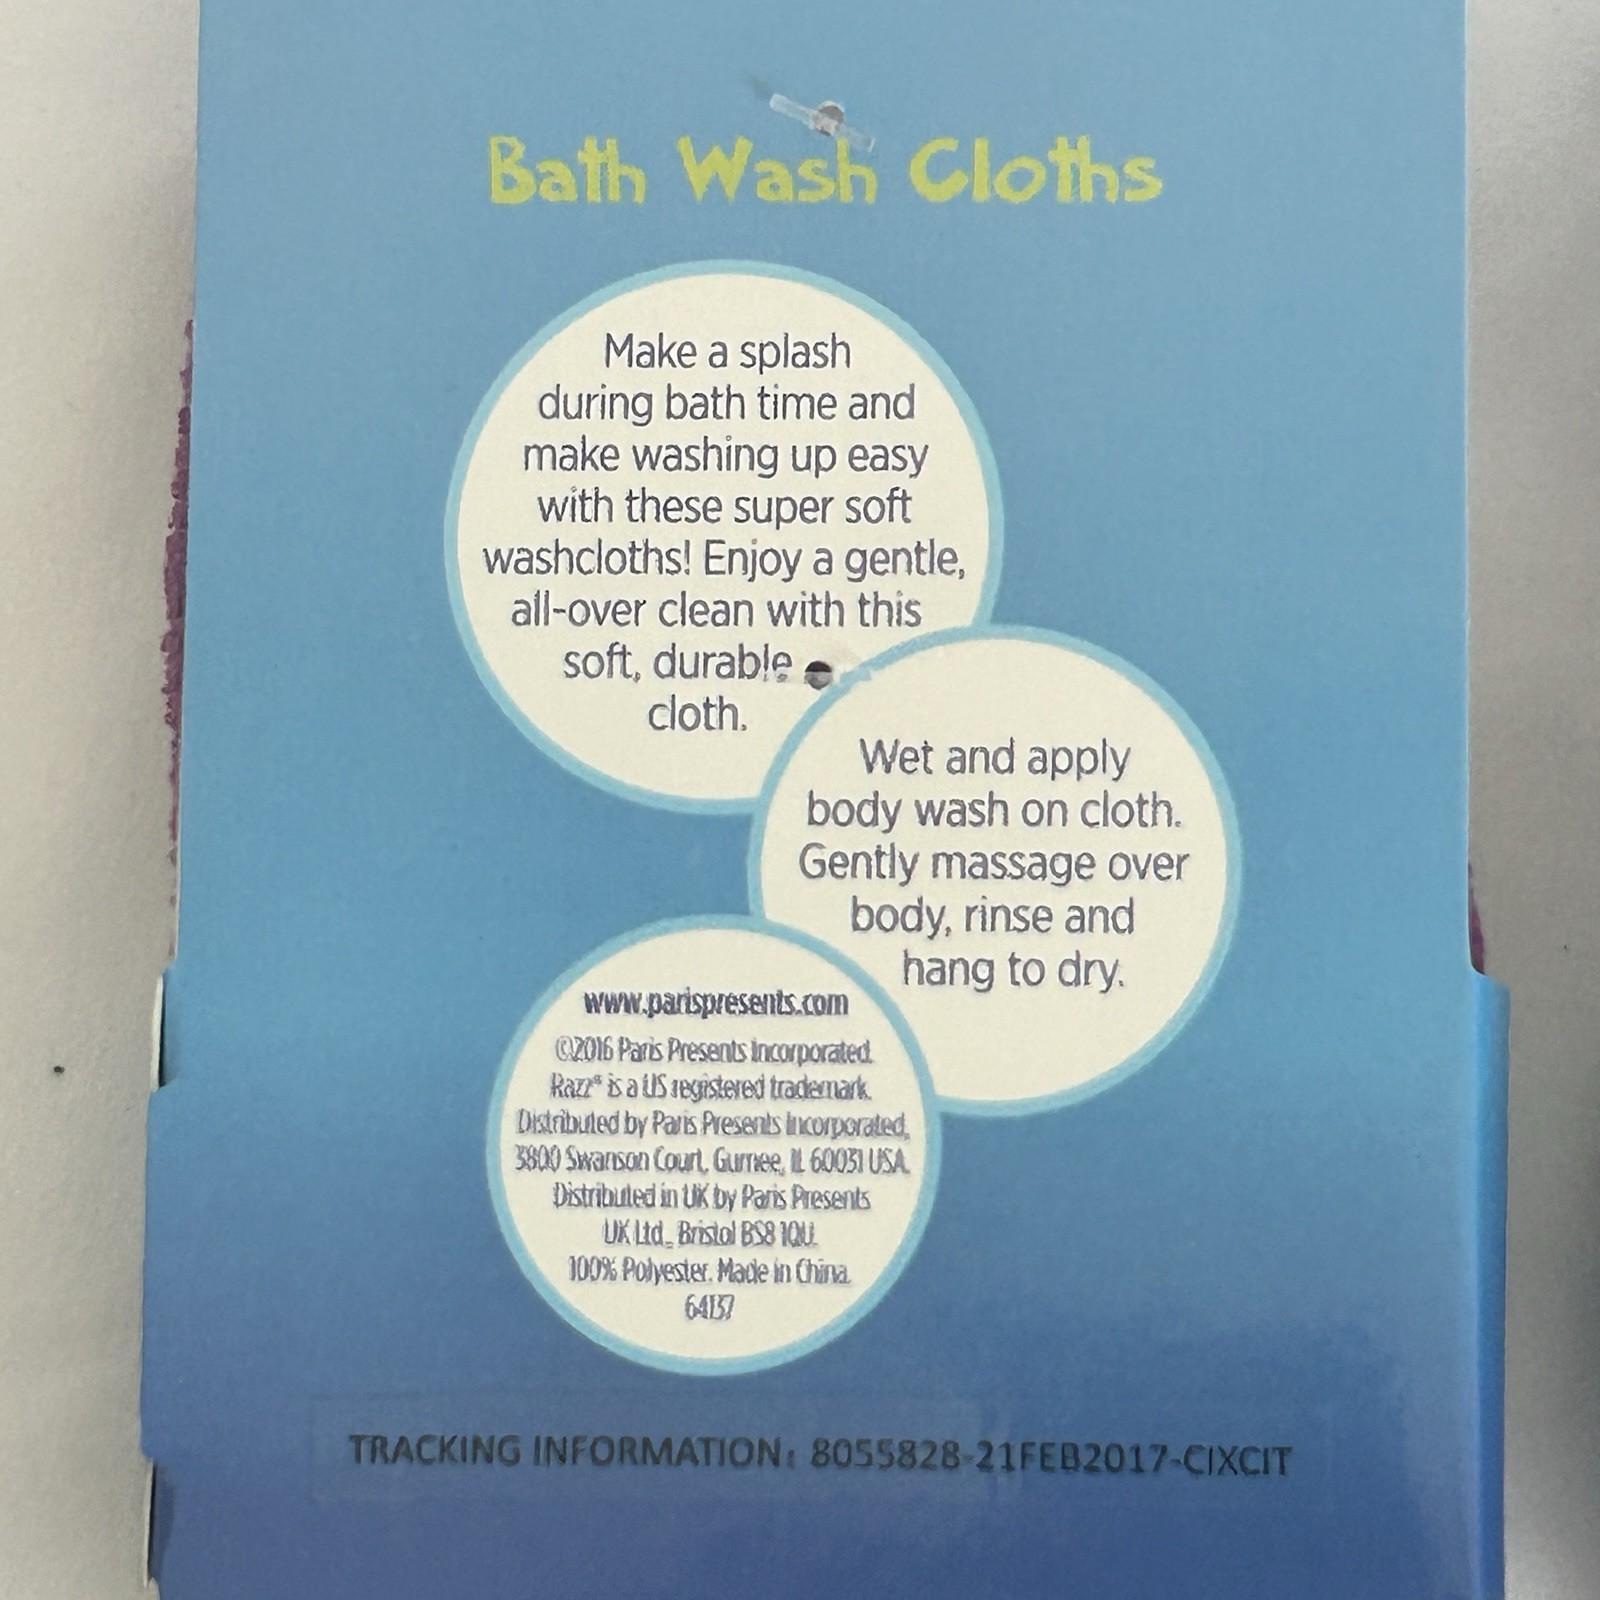 Bath Wash Cloths
Make a splash
during bath time and
make washing up easy
with these super soft
washcloths! Enjoy a gentle,
all-over clean with this
soft, durable
cloth.
Wet and apply
body wash on cloth.
Gently massage over
body, rinse and
hang to dry.
www.parispresents.com
©2016 Paris Presents Incorporated.
Razz® is a US registered trademark.
Distributed by Paris Presents Incorporated,
3800 Swanson Court, Gurnee, IL 60031 USA.
Distributed in UK by Paris Presents
UK Ltd., Bristol BS8 1QU.
100% Polyester. Made in China.
64137
TRACKING INFORMATION: 8055828-21FEB2017-CIXCIT